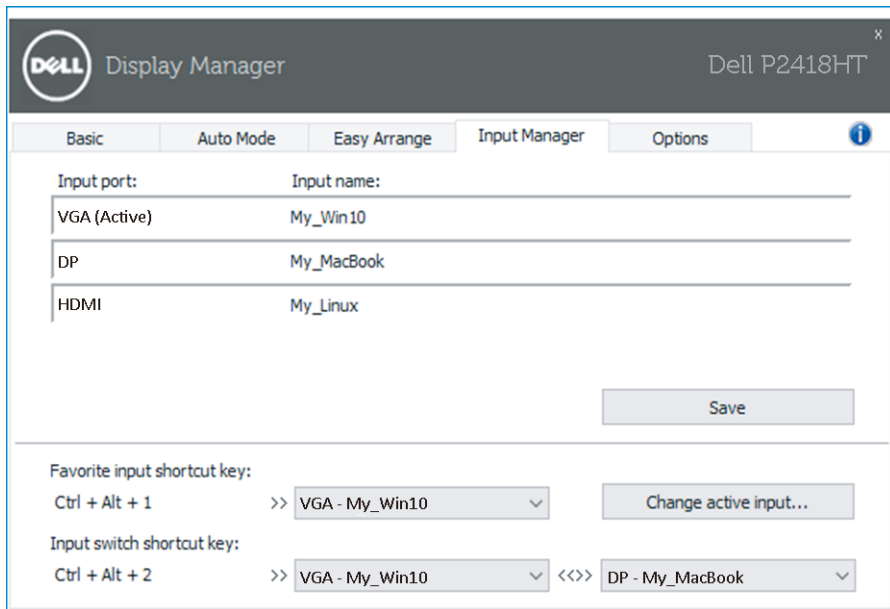 DELL Display Manager Dell P2418HT x
Basic Auto Mode Easy Arrange Input Manager Options i
Input port: Input name:
VGA (Active) My_Win10
DP My_MacBook
HDMI My_Linux
Save
Favorite input shortcut key:
Ctrl + Alt + 1 >> VGA - My_Win10 Change active input...
Input switch shortcut key:
Ctrl + Alt + 2 >> VGA - My_Win10 <<>> DP - My_MacBook